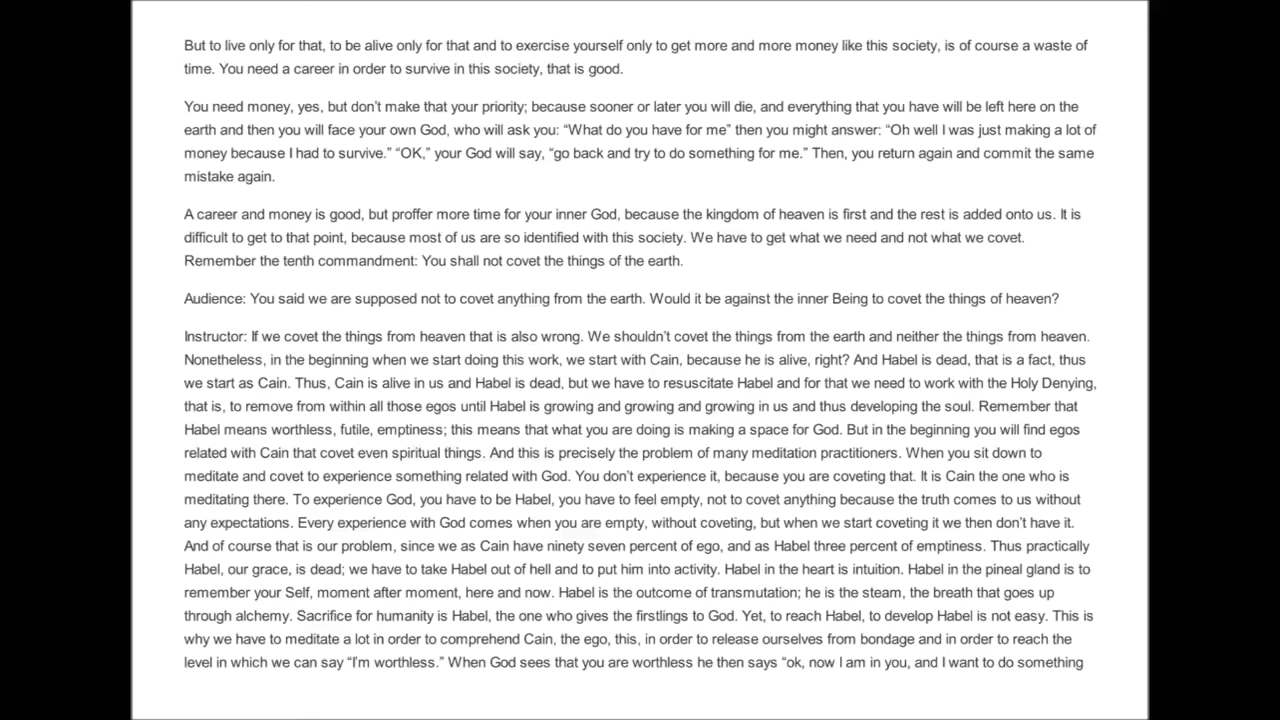 But to live only for that, to be alive only for that and to exercise yourself only to get more and more money like this society, is of course a waste of
time. You need a career in order to survive in this society, that is good.
You need money, yes, but don't make that your priority; because sooner or later you will die, and everything that you have will be left here on the
earth and then you will face your own God, who will ask you: “What do you have for me” then you might answer: “Oh well I was just making a lot of
money because I had to survive.” “OK,” your God will say, “go back and try to do something for me.” Then, you return again and commit the same
mistake again.
A career and money is good, but proffer more time for your inner God, because the kingdom of heaven is first and the rest is added onto us. It is
difficult to get to that point, because most of us are so identified with this society. We have to get what we need and not what we covet.
Remember the tenth commandment: You shall not covet the things of the earth.
Audience: You said we are supposed not to covet anything from the earth. Would it be against the inner Being to covet the things of heaven?
Instructor: If we covet the things from heaven that is also wrong. We shouldn't covet the things from the earth and neither the things from heaven.
Nonetheless, in the beginning when we start doing this work, we start with Cain, because he is alive, right? And Habel is dead, that is a fact, thus
we start as Cain. Thus, Cain is alive in us and Habel is dead, but we have to resuscitate Habel and for that we need to work with the Holy Denying,
that is, to remove from within all those egos until Habel is growing and growing and growing in us and thus developing the soul. Remember that
Habel means worthless, futile, emptiness; this means that what you are doing is making a space for God. But in the beginning you will find egos
related with Cain that covet even spiritual things. And this is precisely the problem of many meditation practitioners. When you sit down to
meditate and covet to experience something related with God. You don't experience it, because you are coveting that. It is Cain the one who is
meditating there. To experience God, you have to be Habel, you have to feel empty, not to covet anything because the truth comes to us without
any expectations. Every experience with God comes when you are empty, without coveting, but when we start coveting it we then don't have it.
And of course that is our problem, since we as Cain have ninety seven percent of ego, and as Habel three percent of emptiness. Thus practically
Habel, our grace, is dead; we have to take Habel out of hell and to put him into activity. Habel in the heart is intuition. Habel in the pineal gland is to
remember your Self, moment after moment, here and now. Habel is the outcome of transmutation; he is the steam, the breath that goes up
through alchemy. Sacrifice for humanity is Habel, the one who gives the firstlings to God. Yet, to reach Habel, to develop Habel is not easy. This is
why we have to meditate a lot in order to comprehend Cain, the ego, this, in order to release ourselves from bondage and in order to reach the
level in which we can say “I'm worthless.” When God sees that you are worthless he then says “ok, now I am in you, and I want to do something